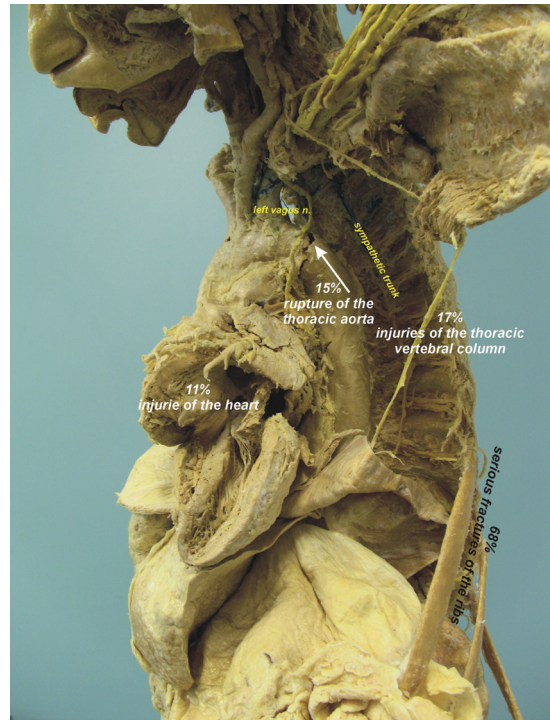 left vagus n.
sympathetic trunk
15%
rupture of the
thoracic aorta
17%
injuries of the thoracic
vertebral column
11%
injurie of the heart
68%
serious fractures of the ribs